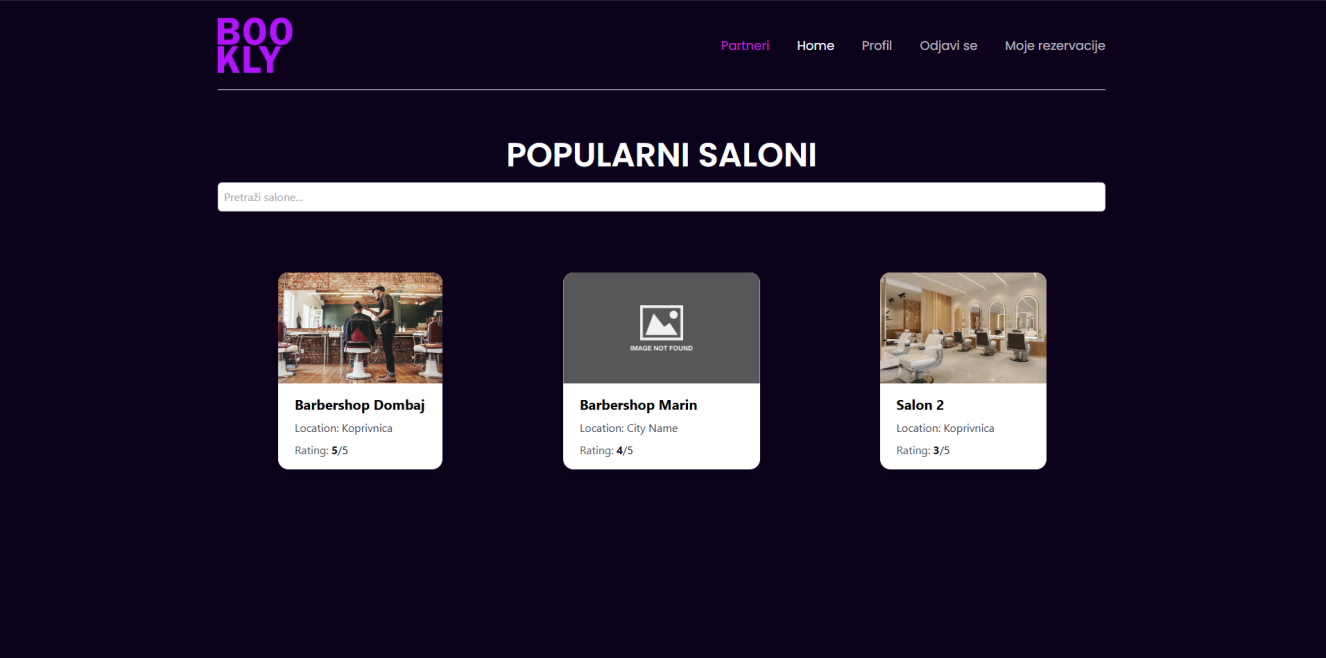 BOO
KLY
Partneri Home Profil Odjavi se Moje rezervacije
POPULARNI SALONI
Pretraži salone...
IMAGE NOT FOUND
Barbershop Dombaj
Location: Koprivnica
Rating: 5/5
Barbershop Marin
Location: City Name
Rating: 4/5
Salon 2
Location: Koprivnica
Rating: 3/5